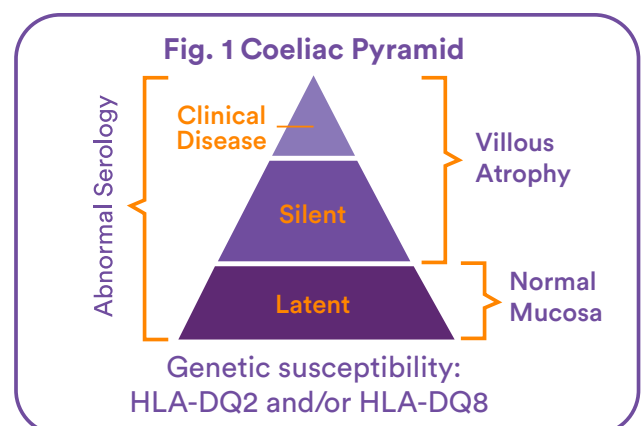 Fig. 1 Coeliac Pyramid
Abnormal Serology
Clinical
Disease
Silent
Latent
Villous
Atrophy
Normal
Mucosa
Genetic susceptibility:
HLA-DQ2 and/or HLA-DQ8